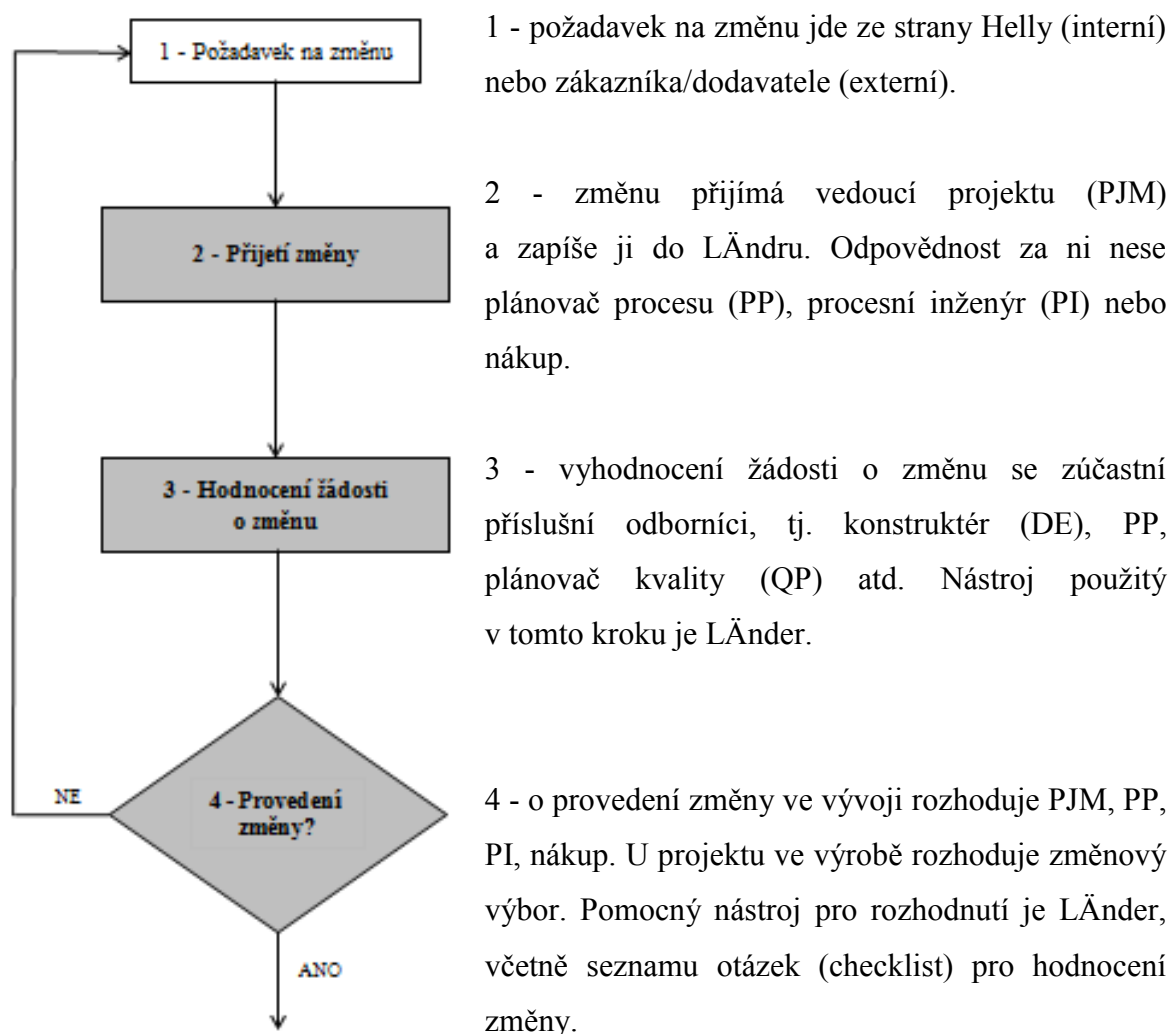 1 - Požadavek na změnu
2 - Přijetí změny
3 - Hodnocení žádosti
o změnu
4 - Provedení
změny?
NE
ANO
1 - požadavek na změnu jde ze strany Helly (interní)
nebo zákazníka/dodavatele (externí).
2 - změnu přijímá vedoucí projektu (PJM)
a zapíše ji do LÄndru. Odpovědnost za ni nese
plánovač procesu (PP), procesní inženýr (PI) nebo
nákup.
3 - vyhodnocení žádosti o změnu se zúčastní
příslušní odborníci, tj. konstruktér (DE), PP,
plánovač kvality (QP) atd. Nástroj použitý
v tomto kroku je LÄnder.
4 - o provedení změny ve vývoji rozhoduje PJM, PP,
PI, nákup. U projektu ve výrobě rozhoduje změnový
výbor. Pomocný nástroj pro rozhodnutí je LÄnder,
včetně seznamu otázek (checklist) pro hodnocení
změny.